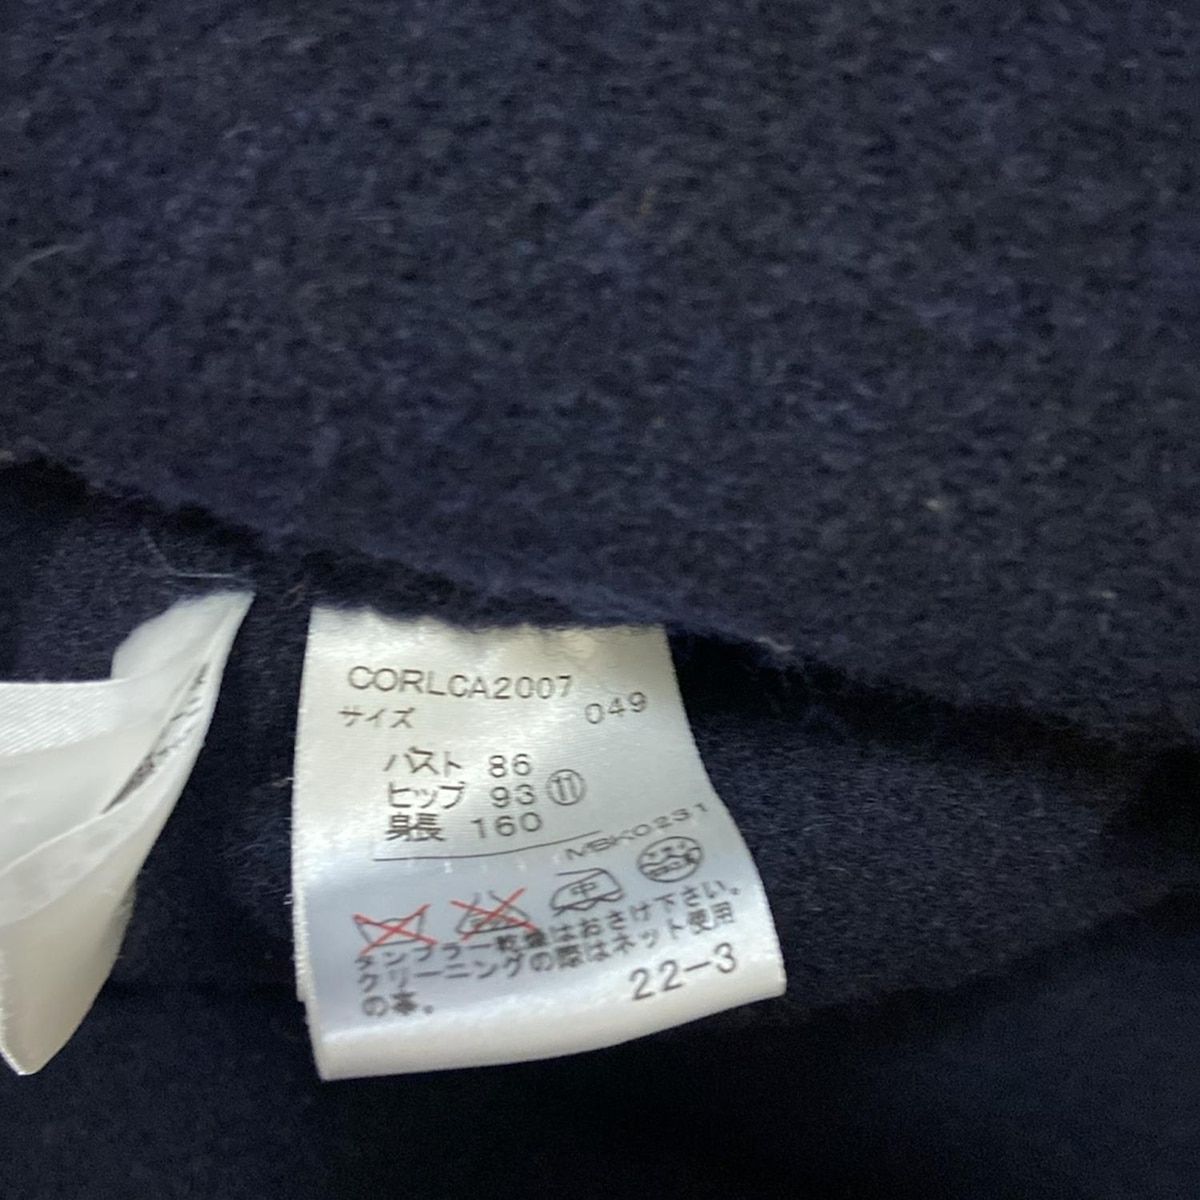 CORLCA2007
サイズ 049
バスト 86
ヒップ 93 ⑪
身長 160
MBK0231
中
タンブラー乾燥はおさけ下さい。
クリーニングの際はネット使用
の事。
22-3